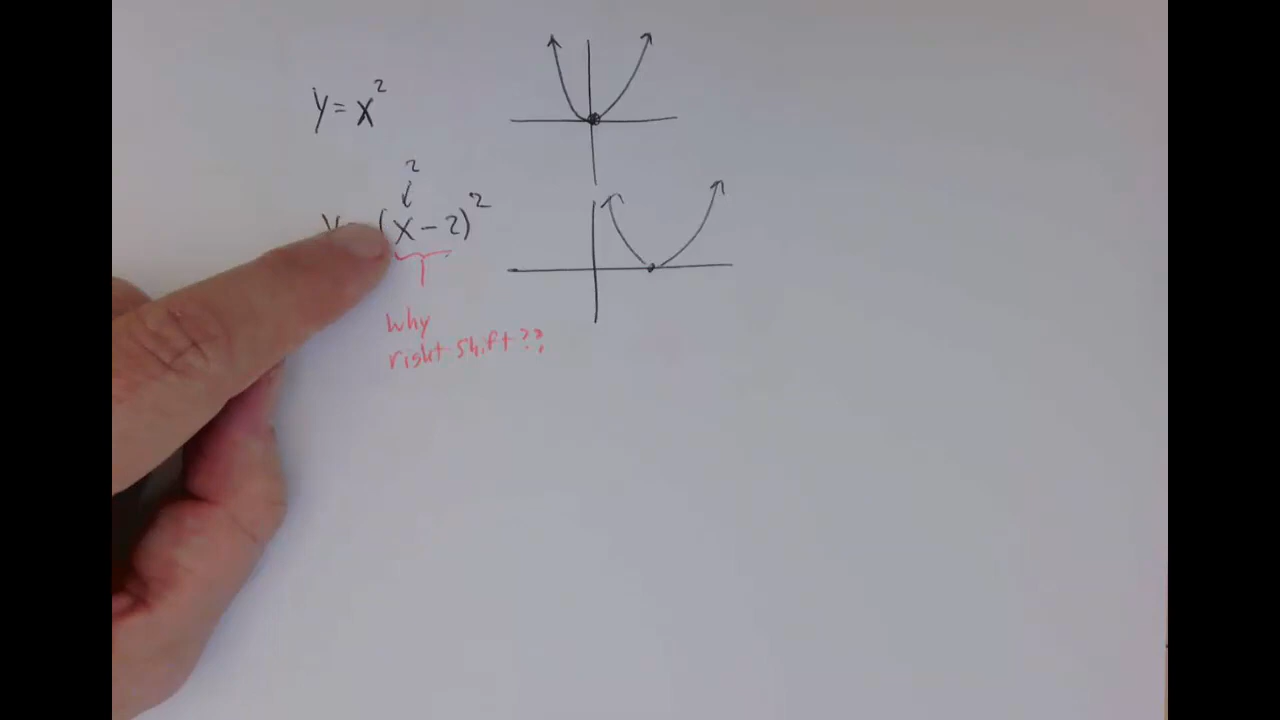 y = x²
2
y = (x - 2)²
why
right shift??